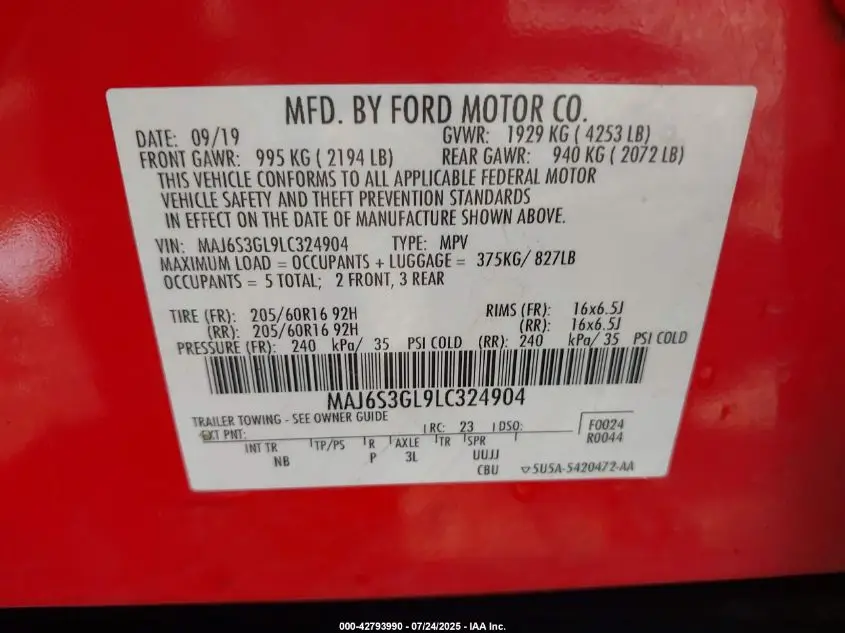 MFD. BY FORD MOTOR CO.
DATE: 09/19 GVWR: 1929 KG ( 4253 LB)
FRONT GAWR: 995 KG ( 2194 LB) REAR GAWR: 940 KG ( 2072 LB)
THIS VEHICLE CONFORMS TO ALL APPLICABLE FEDERAL MOTOR
VEHICLE SAFETY AND THEFT PREVENTION STANDARDS
IN EFFECT ON THE DATE OF MANUFACTURE SHOWN ABOVE.
VIN: MAJ6S3GL9LC324904 TYPE: MPV
MAXIMUM LOAD = OCCUPANTS + LUGGAGE = 375KG/ 827LB
OCCUPANTS = 5 TOTAL; 2 FRONT, 3 REAR
TIRE (FR): 205/60R16 92H RIMS (FR): 16x6.5J
(RR): 205/60R16 92H (RR): 16x6.5J
PRESSURE (FR): 240 kPa/ 35 PSI COLD (RR): 240 kPa/ 35 PSI COLD
MAJ6S3GL9LC324904
TRAILER TOWING - SEE OWNER GUIDE
EXT PNT: RC: 23 DSO: F0024
R0044
INT TR TP/PS R AXLE TR SPR
NB P 3L UUJJ
CBU 5U5A-5420472-AA
000-42793990 - 07/24/2025 - IAA Inc.